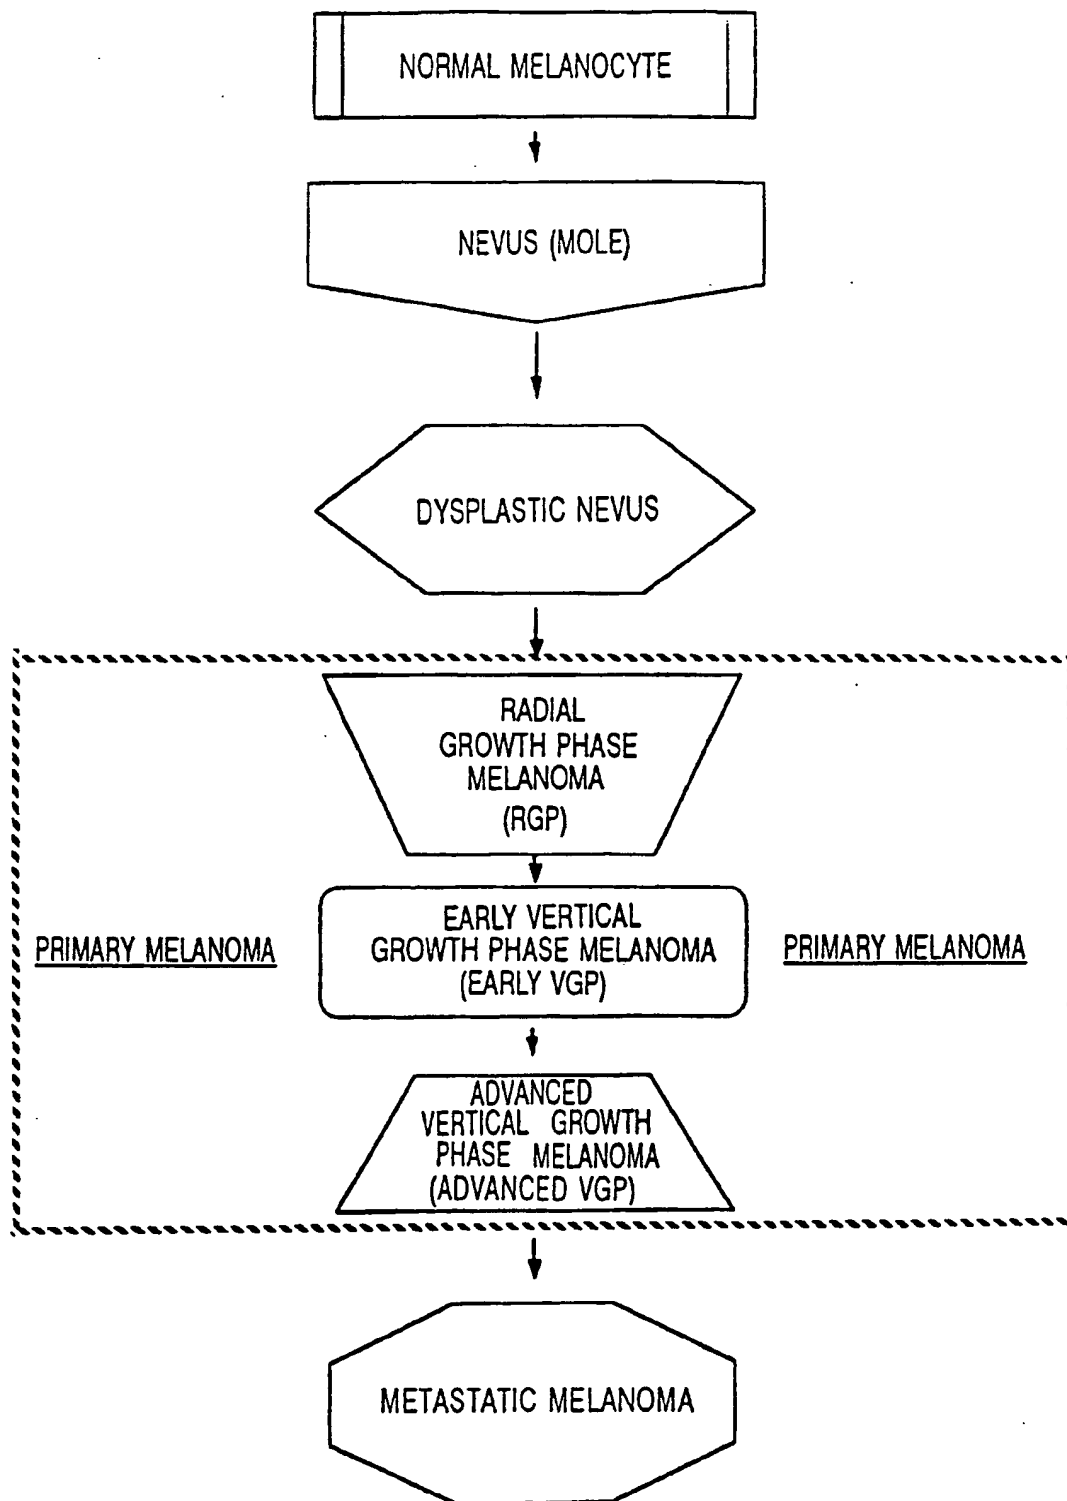 NORMAL MELANOCYTE
NEVUS (MOLE)
DYSPLASTIC NEVUS
RADIAL
GROWTH PHASE
MELANOMA
(RGP)
PRIMARY MELANOMA
EARLY VERTICAL
GROWTH PHASE MELANOMA
(EARLY VGP)
PRIMARY MELANOMA
ADVANCED
VERTICAL GROWTH
PHASE MELANOMA
(ADVANCED VGP)
METASTATIC MELANOMA